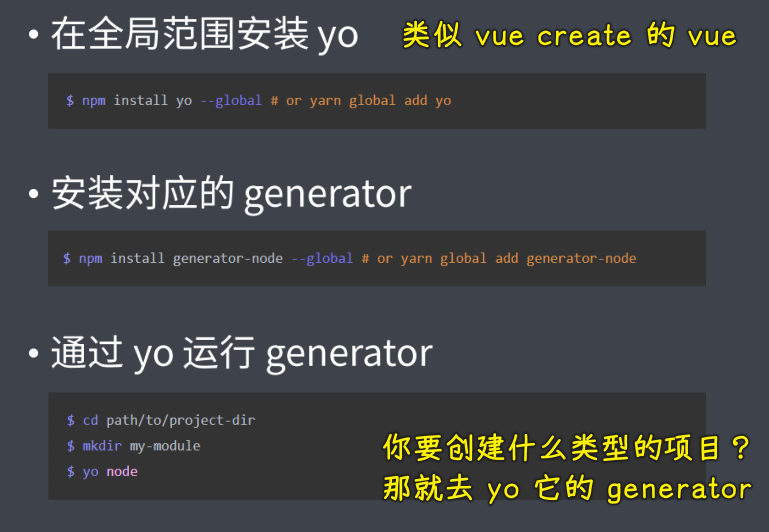 • 在全局范围安装 yo 类似 vue create 的 vue
$ npm install yo --global # or yarn global add yo
• 安装对应的 generator
$ npm install generator-node --global # or yarn global add generator-node
• 通过 yo 运行 generator
$ cd path/to/project-dir
$ mkdir my-module
$ yo node
你要创建什么类型的项目？
那就去 yo 它的 generator